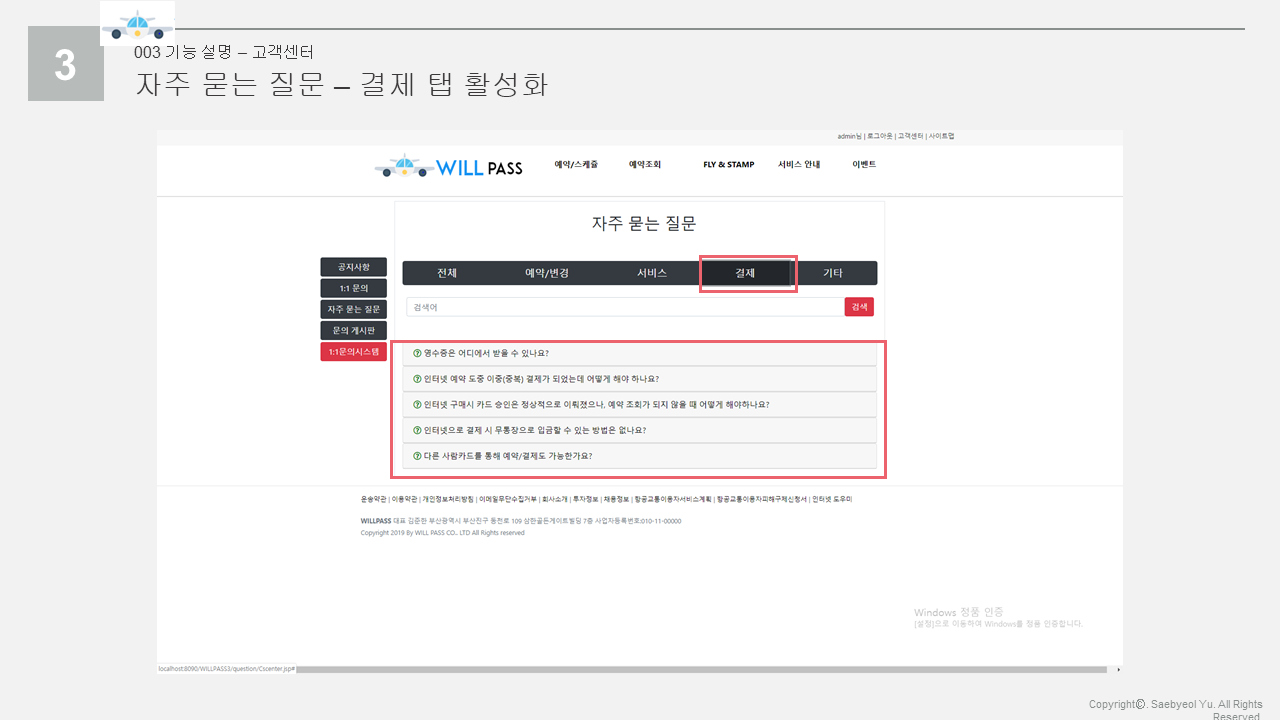 3
003 기능 설명 – 고객센터
자주 묻는 질문 – 결제 탭 활성화
admin님 | 로그아웃 | 고객센터 | 사이트맵
WILL PASS
예약/스케쥴 예약조회 FLY & STAMP 서비스 안내 이벤트
자주 묻는 질문
공지사항
1:1 문의
자주 묻는 질문
문의 게시판
1:1문의시스템
전체 예약/변경 서비스 결제 기타
검색어 검색
영수증은 어디에서 받을 수 있나요?
인터넷 예약 도중 이중(중복) 결제가 되었는데 어떻게 해야 하나요?
인터넷 구매시 카드 승인은 정상적으로 이뤄졌으나, 예약 조회가 되지 않을 때 어떻게 해야하나요?
인터넷으로 결제 시 무통장으로 입금할 수 있는 방법은 없나요?
다른 사람카드를 통해 예약/결제도 가능한가요?
운송약관 | 이용약관 | 개인정보처리방침 | 이메일무단수집거부 | 회사소개 | 투자정보 | 채용정보 | 항공교통이용자서비스계획 | 항공교통이용자피해구제신청서 | 인터넷 도우미
WILLPASS 대표 김준한 부산광역시 부산진구 동천로 109 삼한골든게이트빌딩 7층 사업자등록번호:010-11-00000
Copyright 2019 By WILL PASS CO.. LTD All Rights reserved
Windows 정품 인증
[설정]으로 이동하여 Windows를 정품 인증합니다.
localhost:8090/WILLPASS3/question/Cscenter.jsp#
Copyright©. Saebyeol Yu. All Rights
Reserved.